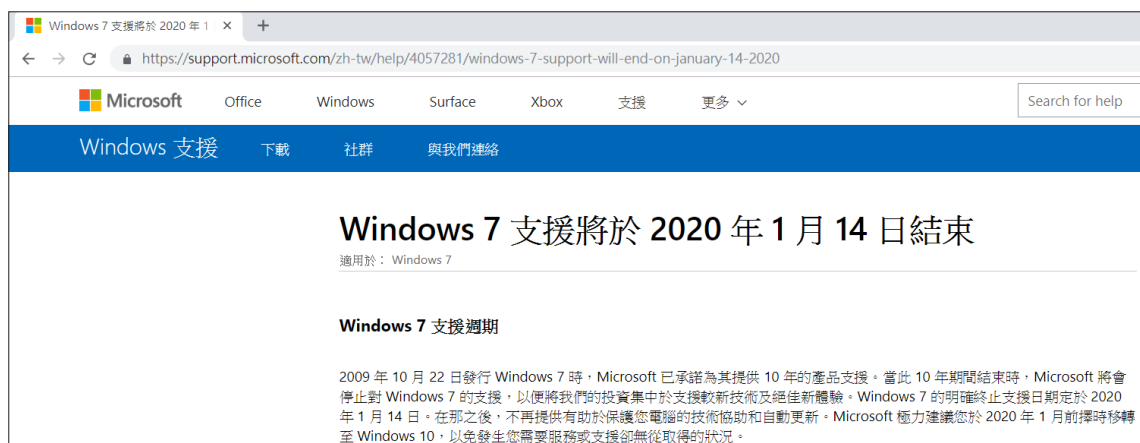 Windows 7 支援將於 2020 年 1
https://support.microsoft.com/zh-tw/help/4057281/windows-7-support-will-end-on-january-14-2020
Microsoft Office Windows Surface Xbox 支援 更多 Search for help
Windows 支援 下載 社群 與我們連絡
Windows 7 支援將於 2020 年 1 月 14 日結束
適用於： Windows 7
Windows 7 支援週期
2009 年 10 月 22 日發行 Windows 7 時，Microsoft 已承諾為其提供 10 年的產品支援。當此 10 年期間結束時，Microsoft 將會
停止對 Windows 7 的支援，以便將我們的投資集中於支援較新技術及絕佳新體驗。Windows 7 的明確終止支援日期定於 2020
年 1 月 14 日。在那之後，不再提供有助於保護您電腦的技術協助和自動更新。Microsoft 極力建議您於 2020 年 1 月前擇時移轉
至 Windows 10，以免發生您需要服務或支援卻無從取得的狀況。